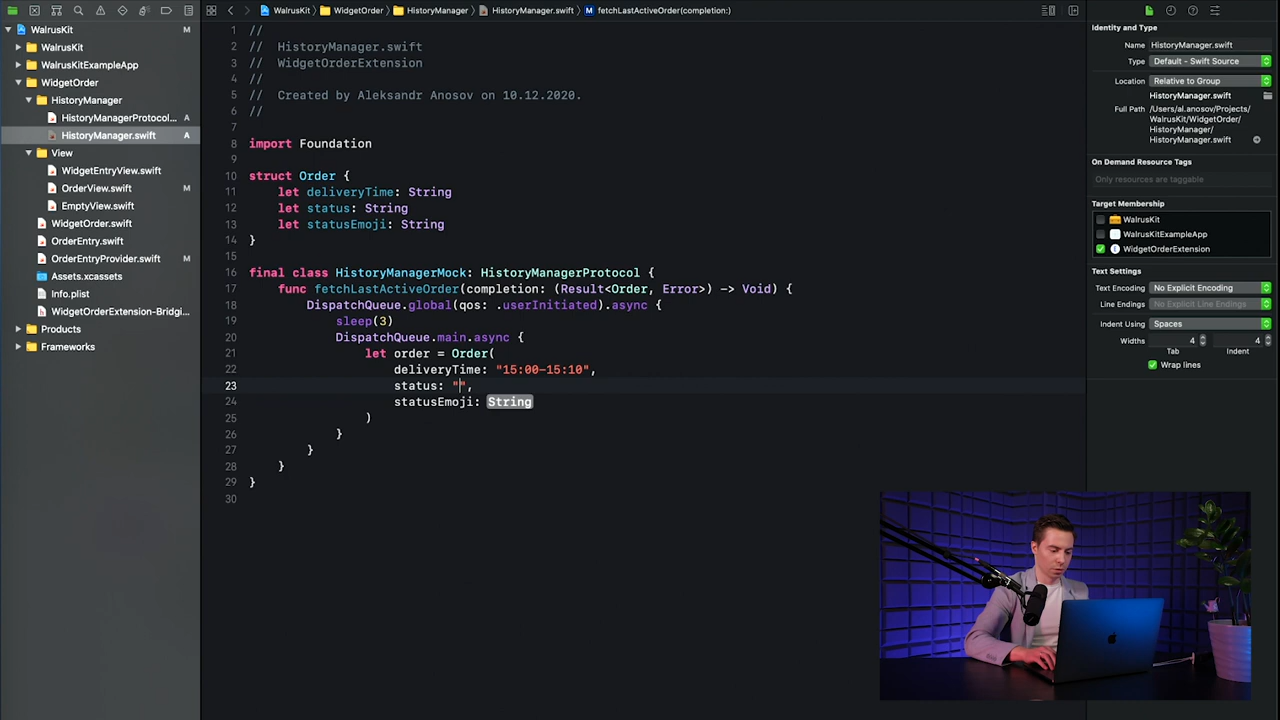 WalrusKit
WidgetOrder
HistoryManager
HistoryManager.swift
M
fetchLastActiveOrder(completion:)
WalrusKit
M
WalrusKit
WalrusKitExampleApp
WidgetOrder
HistoryManager
HistoryManagerProtocol...
A
HistoryManager.swift
A
View
WidgetEntryView.swift
OrderView.swift
M
EmptyView.swift
WidgetOrder.swift
OrderEntry.swift
OrderEntryProvider.swift
M
Assets.xcassets
Info.plist
WidgetOrderExtension-Bridgi...
Products
Frameworks
1 //
2 // HistoryManager.swift
3 // WidgetOrderExtension
4 //
5 // Created by Aleksandr Anosov on 10.12.2020.
6 //
7
8 import Foundation
9
10 struct Order {
11 let deliveryTime: String
12 let status: String
13 let statusEmoji: String
14 }
15
16 final class HistoryManagerMock: HistoryManagerProtocol {
17 func fetchLastActiveOrder(completion: (Result<Order, Error>) -> Void) {
18 DispatchQueue.global(qos: .userInitiated).async {
19 sleep(3)
20 DispatchQueue.main.async {
21 let order = Order(
22 deliveryTime: "15:00-15:10",
23 status: "",
24 statusEmoji: String
25 )
26 }
27 }
28 }
29 }
30
Identity and Type
Name HistoryManager.swift
Type Default - Swift Source
Location Relative to Group
HistoryManager.swift
Full Path /Users/al.anosov/Projects/
WalrusKit/WidgetOrder/
HistoryManager/
HistoryManager.swift
On Demand Resource Tags
Only resources are taggable
Target Membership
WalrusKit
WalrusKitExampleApp
WidgetOrderExtension
Text Settings
Text Encoding No Explicit Encoding
Line Endings No Explicit Line Endings
Indent Using Spaces
Widths 4 4
Tab Indent
Wrap lines